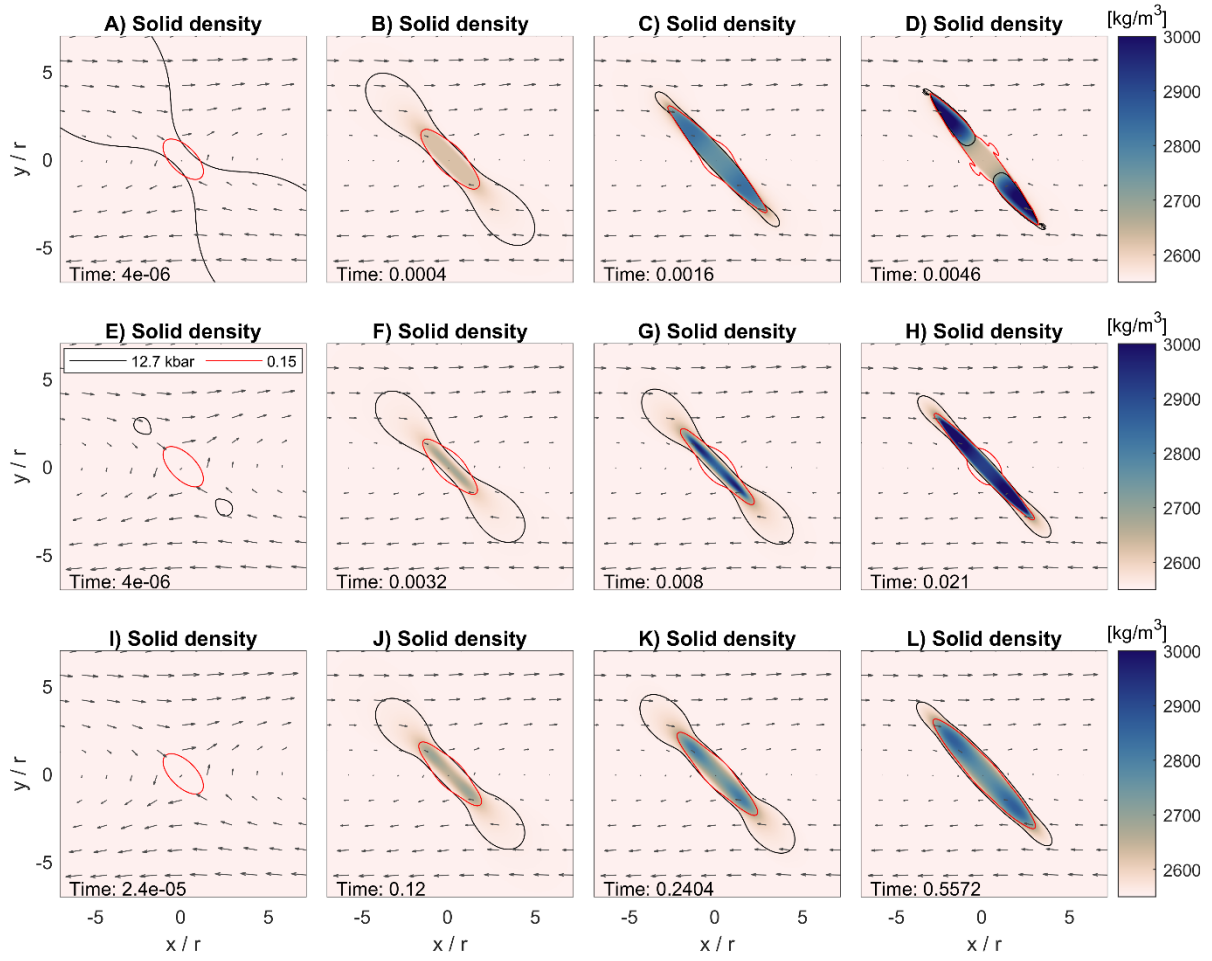 A) Solid density
B) Solid density
C) Solid density
D) Solid density
[kg/m³]
5
0
-5
y / r
Time: 4e-06
Time: 0.0004
Time: 0.0016
Time: 0.0046
3000
2900
2800
2700
2600
E) Solid density
F) Solid density
G) Solid density
H) Solid density
[kg/m³]
12.7 kbar
0.15
5
0
-5
y / r
Time: 4e-06
Time: 0.0032
Time: 0.008
Time: 0.021
3000
2900
2800
2700
2600
I) Solid density
J) Solid density
K) Solid density
L) Solid density
[kg/m³]
5
0
-5
y / r
Time: 2.4e-05
Time: 0.12
Time: 0.2404
Time: 0.5572
3000
2900
2800
2700
2600
-5 0 5
-5 0 5
-5 0 5
-5 0 5
x / r
x / r
x / r
x / r